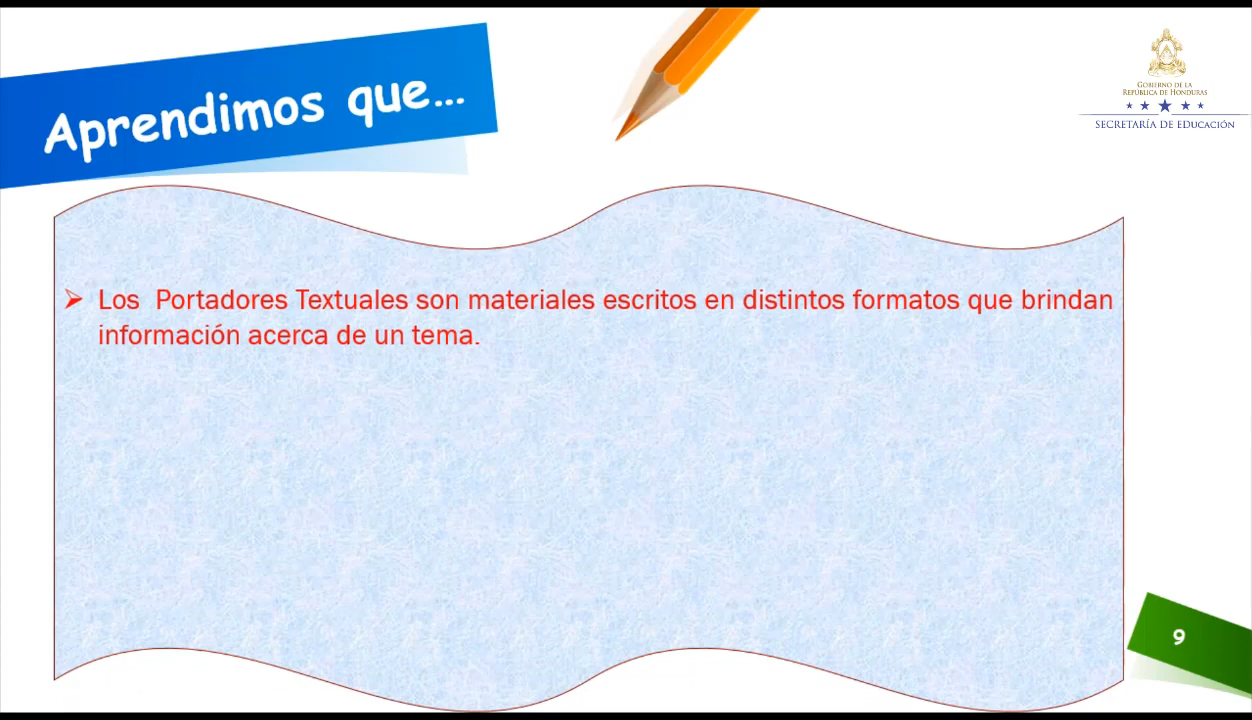 Aprendimos que...
GOBIERNO DE LA
REPÚBLICA DE HONDURAS
SECRETARÍA DE EDUCACIÓN
➢ Los Portadores Textuales son materiales escritos en distintos formatos que brindan
información acerca de un tema.
9